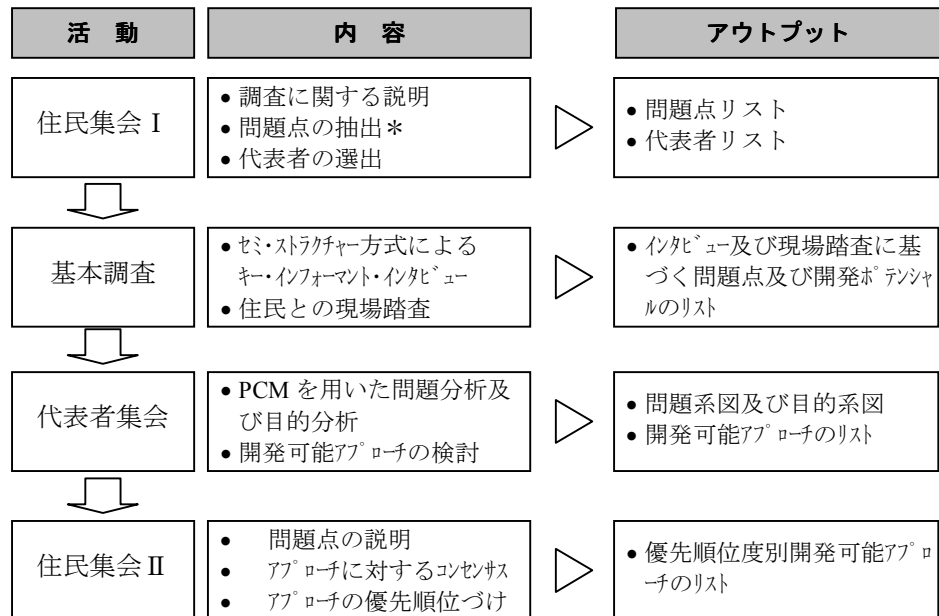 活 動
内 容
アウトプット
住民集会 I
• 調査に関する説明
• 問題点の抽出＊
• 代表者の選出
• 問題点リスト
• 代表者リスト
基本調査
• セミ・ストラクチャー方式による
キー・インフォーマント・インタビュー
• 住民との現場踏査
• インタビュー及び現場踏査に基
づく問題点及び開発ポテンシャ
ルのリスト
代表者集会
• PCM を用いた問題分析及
び目的分析
• 開発可能アプローチの検討
• 問題系図及び目的系図
• 開発可能アプローチのリスト
住民集会Ⅱ
• 問題点の説明
• アプローチに対するコンセンサス
• アプローチの優先順位づけ
• 優先順位度別開発可能アプロ
ーチのリスト